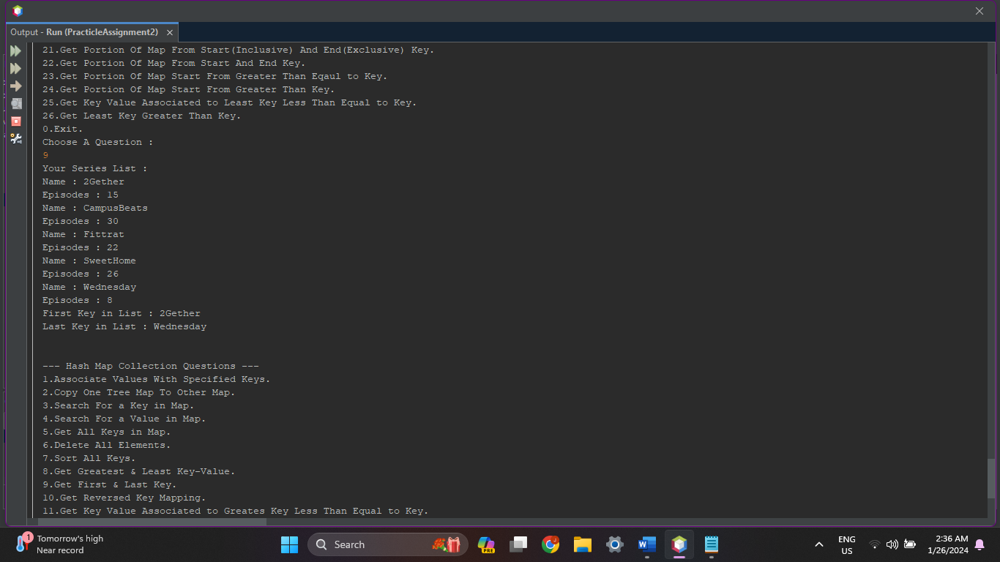 Output - Run (PracticleAssignment2)
21.Get Portion Of Map From Start(Inclusive) And End(Exclusive) Key.
22.Get Portion Of Map From Start And End Key.
23.Get Portion Of Map Start From Greater Than Eqaul to Key.
24.Get Portion Of Map Start From Greater Than Key.
25.Get Key Value Associated to Least Key Less Than Equal to Key.
26.Get Least Key Greater Than Key.
0.Exit.
Choose A Question :
9
Your Series List :
Name : 2Gether
Episodes : 15
Name : CampusBeats
Episodes : 30
Name : Fittrat
Episodes : 22
Name : SweetHome
Episodes : 26
Name : Wednesday
Episodes : 8
First Key in List : 2Gether
Last Key in List : Wednesday
--- Hash Map Collection Questions ---
1.Associate Values With Specified Keys.
2.Copy One Tree Map To Other Map.
3.Search For a Key in Map.
4.Search For a Value in Map.
5.Get All Keys in Map.
6.Delete All Elements.
7.Sort All Keys.
8.Get Greatest & Least Key-Value.
9.Get First & Last Key.
10.Get Reversed Key Mapping.
11.Get Key Value Associated to Greates Key Less Than Equal to Key.
1
Tomorrow's high
Near record
Search
PRE
W
ENG
US
2:36 AM
1/26/2024